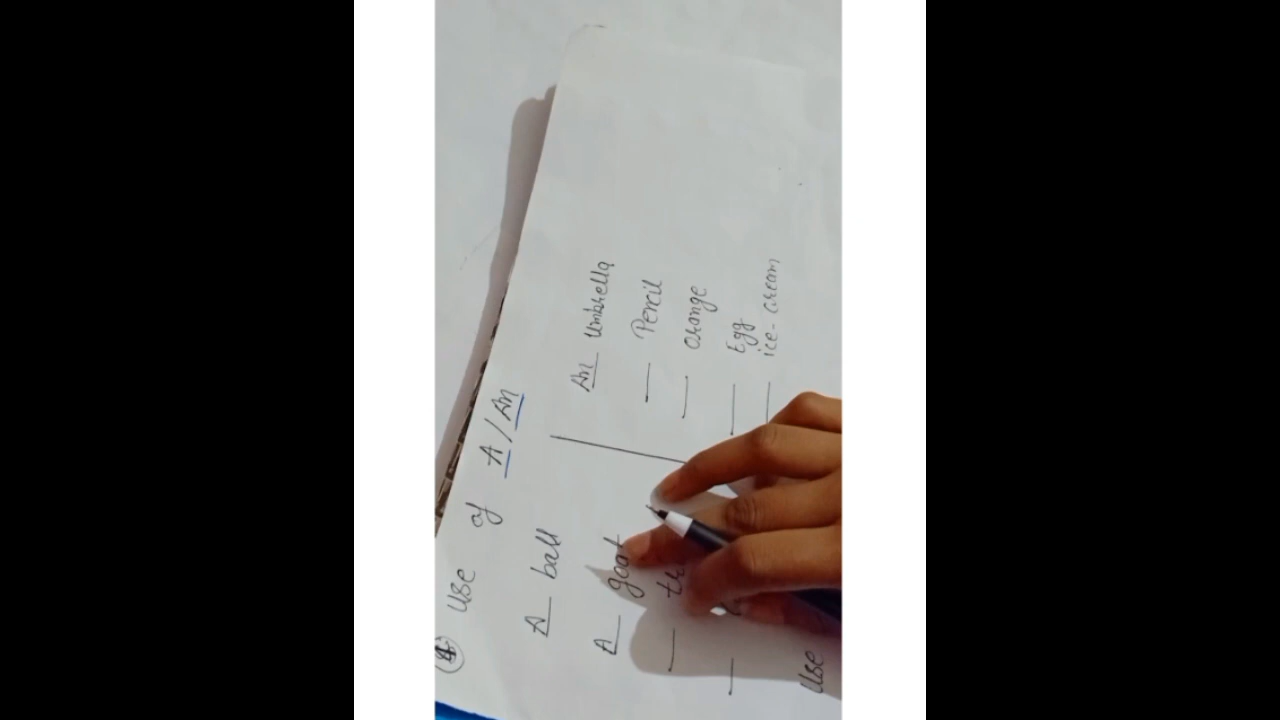 4 Use of A/An
A ball
A goat
Use
An Umbrella
Pencil
Orange
Egg
ice-cream